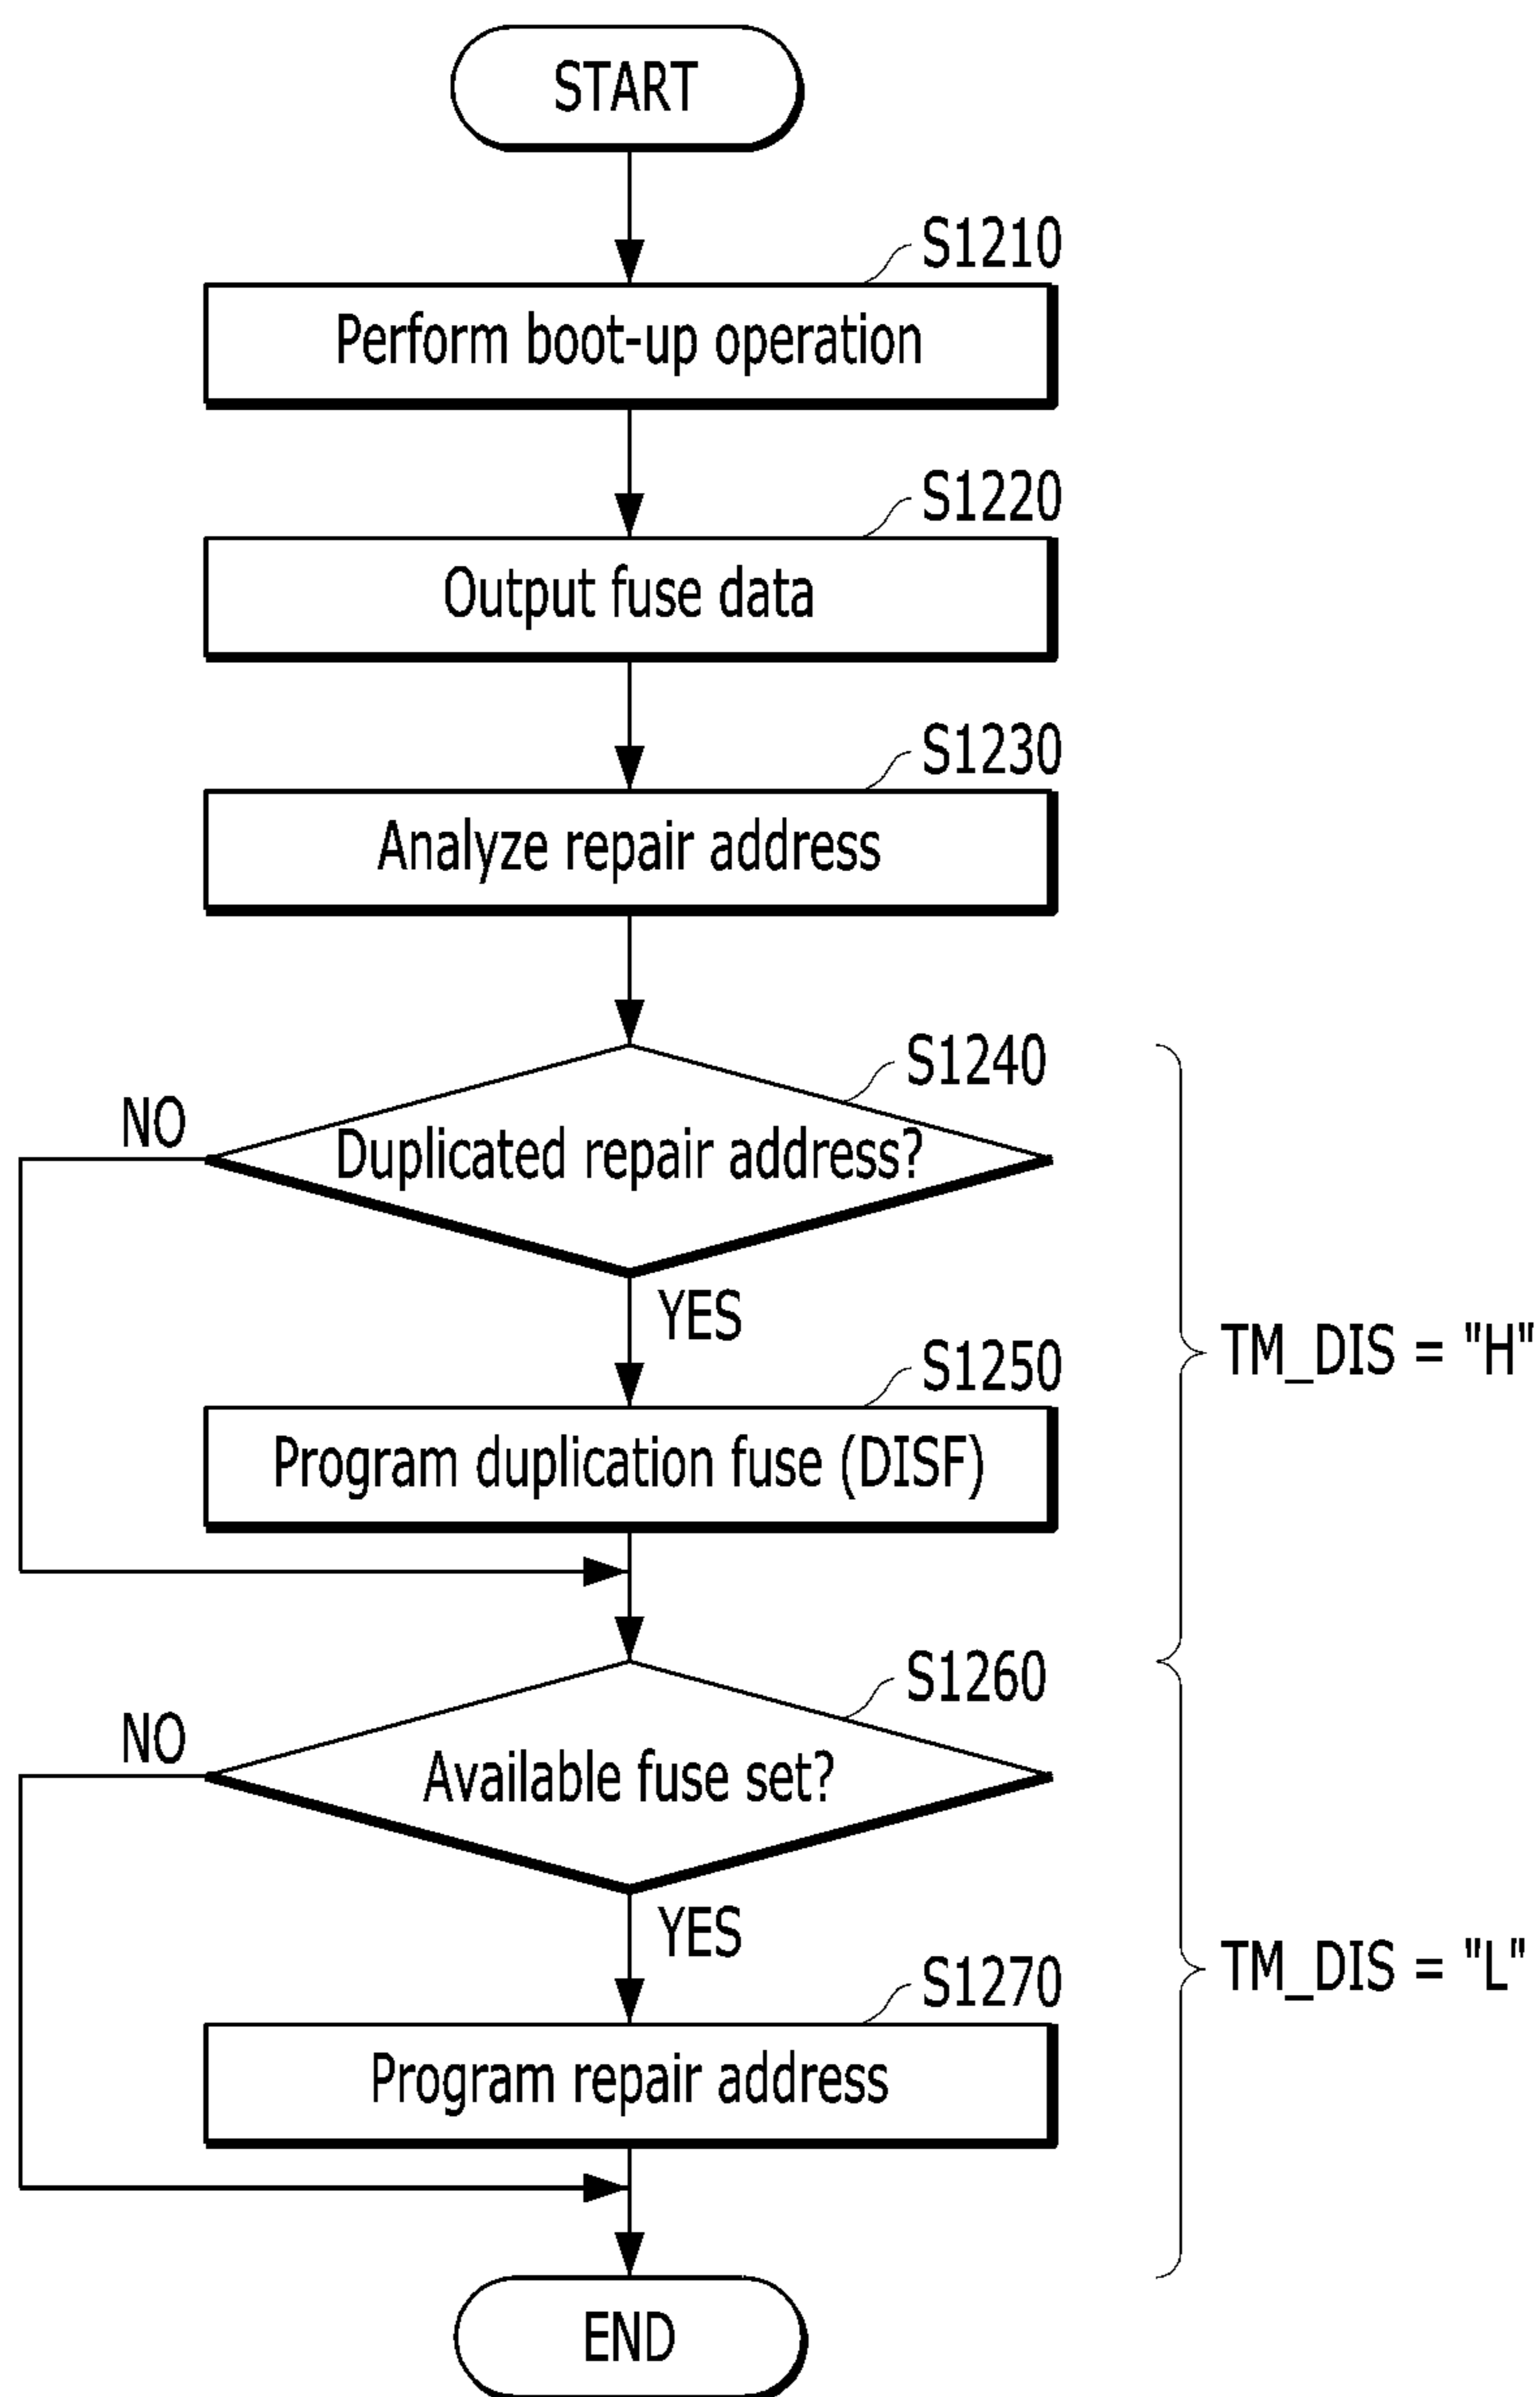 START
S1210
Perform boot-up operation
S1220
Output fuse data
S1230
Analyze repair address
S1240
NO
Duplicated repair address?
YES
TM_DIS = "H"
S1250
Program duplication fuse (DISF)
S1260
NO
Available fuse set?
YES
TM_DIS = "L"
S1270
Program repair address
END